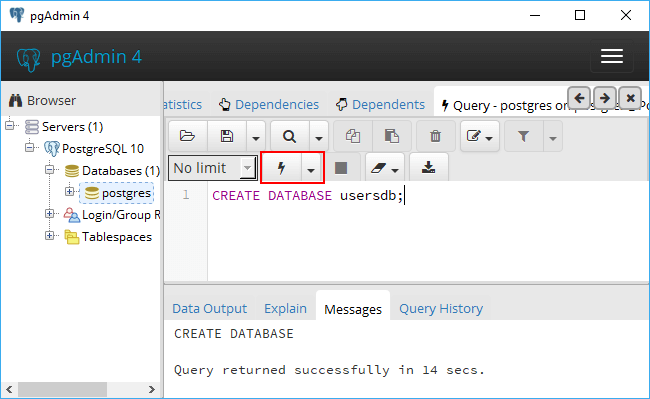 pgAdmin 4
pgAdmin 4
Browser
Servers (1)
PostgreSQL 10
Databases (1)
postgres
Login/Group R
Tablespaces
atistics
Dependencies
Dependents
Query - postgres on
No limit
1
CREATE DATABASE usersdb;
Data Output
Explain
Messages
Query History
CREATE DATABASE
Query returned successfully in 14 secs.